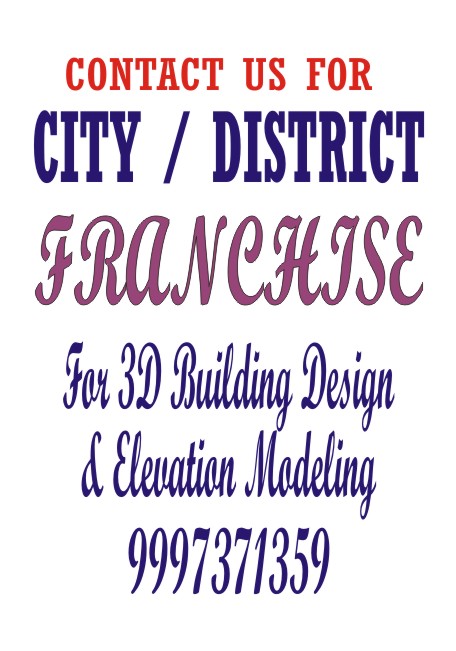 CONTACT US FOR
CITY / DISTRICT
FRANCHISE
For 3D Building Design
& Elevation Modeling
9997371359